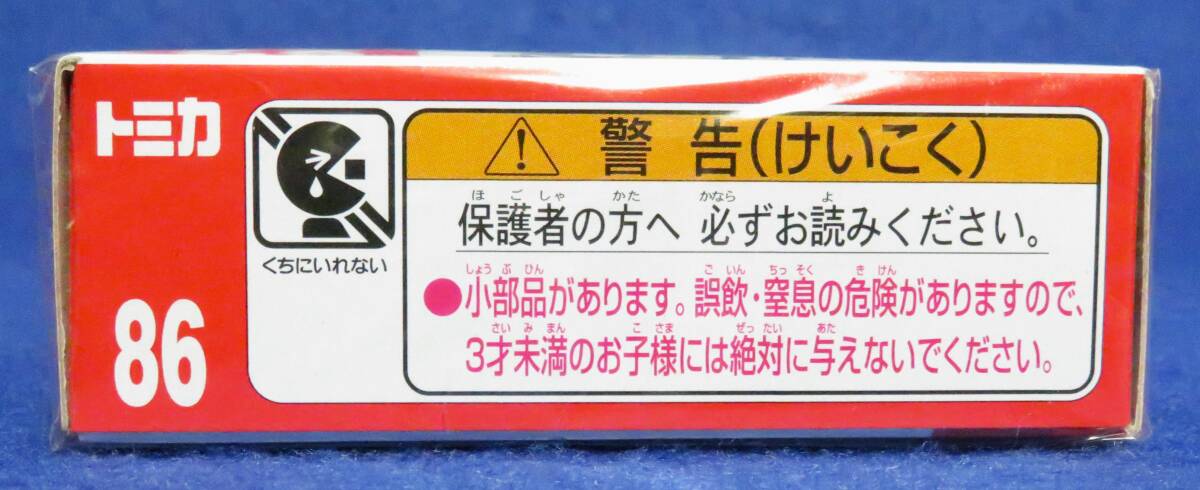 トミカ
86
くちにいれない
警告(けいこく)
ほごしゃ かた かなら よ
保護者の方へ 必ずお読みください。
しょうぶひん ごいん ちっそく きけん
●小部品があります。誤飲・窒息の危険がありますので、
さいみまん こさま ぜったい あた
3才未満のお子様には絶対に与えないでください。